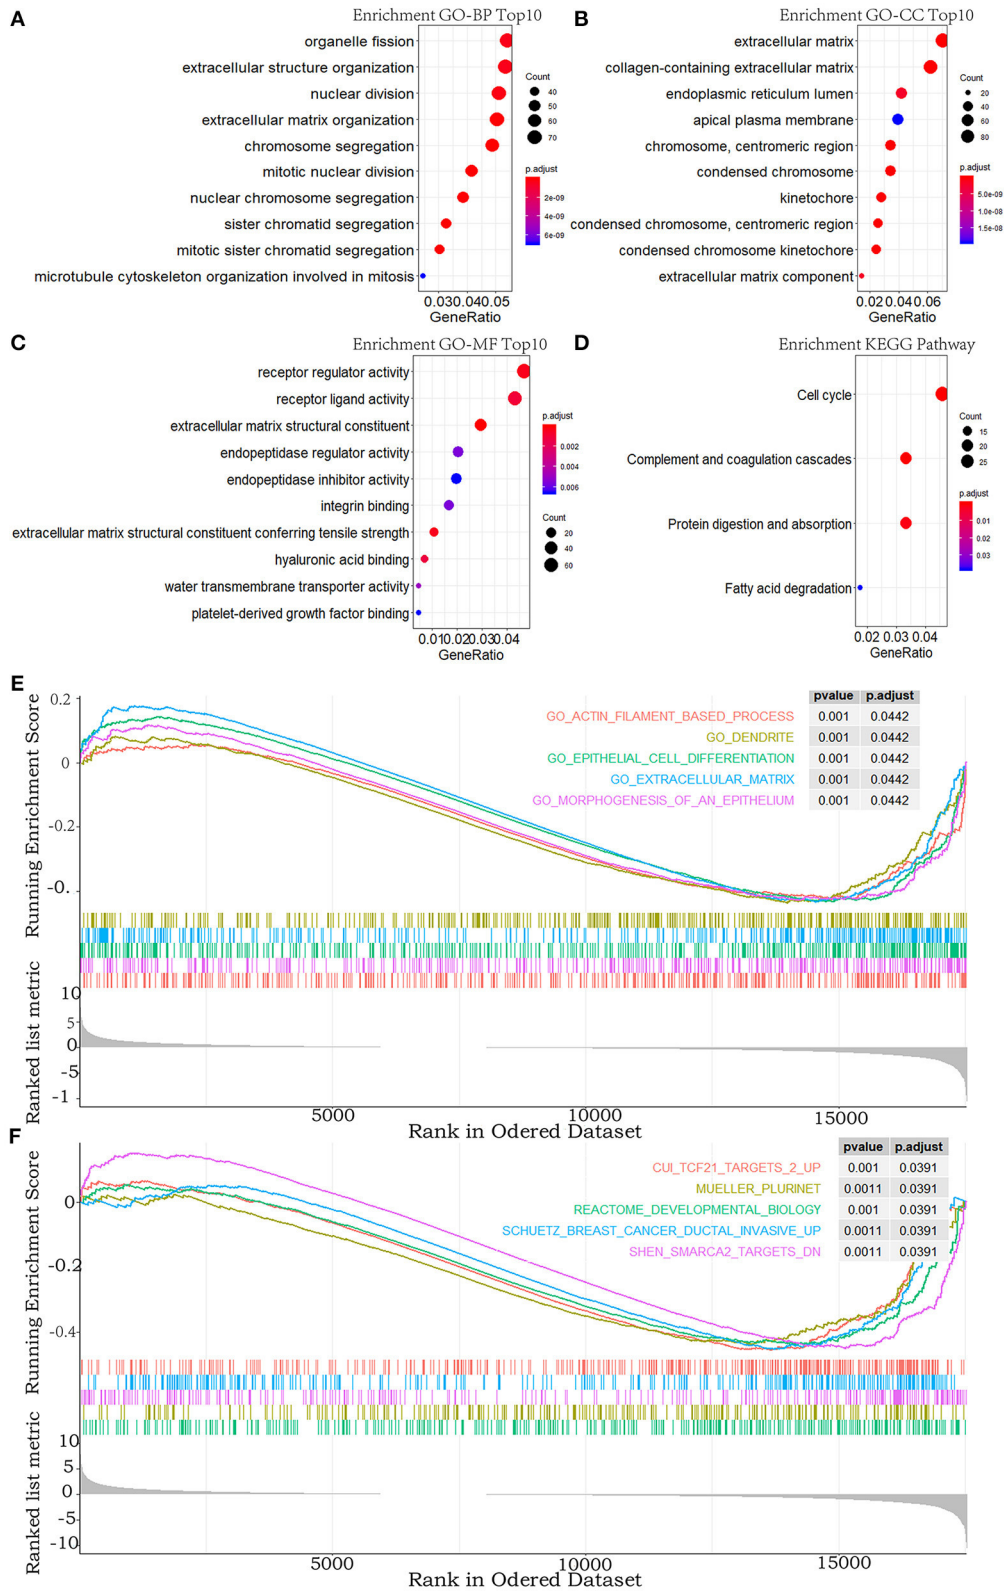 A
Enrichment GO-BP Top10
organelle fission
extracellular structure organization
nuclear division
extracellular matrix organization
chromosome segregation
mitotic nuclear division
nuclear chromosome segregation
sister chromatid segregation
mitotic sister chromatid segregation
microtubule cytoskeleton organization involved in mitosis
0.030.040.05
GeneRatio
Count
40
50
60
70
p.adjust
2e-09
4e-09
6e-09
B
Enrichment GO-CC Top10
extracellular matrix
collagen-containing extracellular matrix
endoplasmic reticulum lumen
apical plasma membrane
chromosome, centromeric region
condensed chromosome
kinetochore
condensed chromosome, centromeric region
condensed chromosome kinetochore
extracellular matrix component
0.020.040.06
GeneRatio
Count
20
40
60
80
p.adjust
5.0e-09
1.0e-08
1.5e-08
C
Enrichment GO-MF Top10
receptor regulator activity
receptor ligand activity
extracellular matrix structural constituent
endopeptidase regulator activity
endopeptidase inhibitor activity
integrin binding
extracellular matrix structural constituent conferring tensile strength
hyaluronic acid binding
water transmembrane transporter activity
platelet-derived growth factor binding
0.010.020.030.04
GeneRatio
p.adjust
0.002
0.004
0.006
Count
20
40
60
D
Enrichment KEGG Pathway
Cell cycle
Complement and coagulation cascades
Protein digestion and absorption
Fatty acid degradation
0.02 0.03 0.04
GeneRatio
Count
15
20
25
p.adjust
0.01
0.02
0.03
E
Running Enrichment Score
0.2
0
-0.2
-0.
pvalue p.adjust
GO_ACTIN_FILAMENT_BASED_PROCESS 0.001 0.0442
GO_DENDRITE 0.001 0.0442
GO_EPITHELIAL_CELL_DIFFERENTIATION 0.001 0.0442
GO_EXTRACELLULAR_MATRIX 0.001 0.0442
GO_MORPHOGENESIS_OF_AN_EPITHELIUM 0.001 0.0442
Ranked list metric
10
5
0
-5
-1
5000 10000 15000
Rank in Odered Dataset
F
Running Enrichment Score
0
-0.2
-0.4
pvalue p.adjust
CUI_TCF21_TARGETS_2_UP 0.001 0.0391
MUELLER_PLURINET 0.0011 0.0391
REACTOME_DEVELOPMENTAL_BIOLOGY 0.001 0.0391
SCHUETZ_BREAST_CANCER_DUCTAL_INVASIVE_UP 0.0011 0.0391
SHEN_SMARCA2_TARGETS_DN 0.0011 0.0391
Ranked list metric
10
5
0
-5
-10
5000 10000 15000
Rank in Odered Dataset